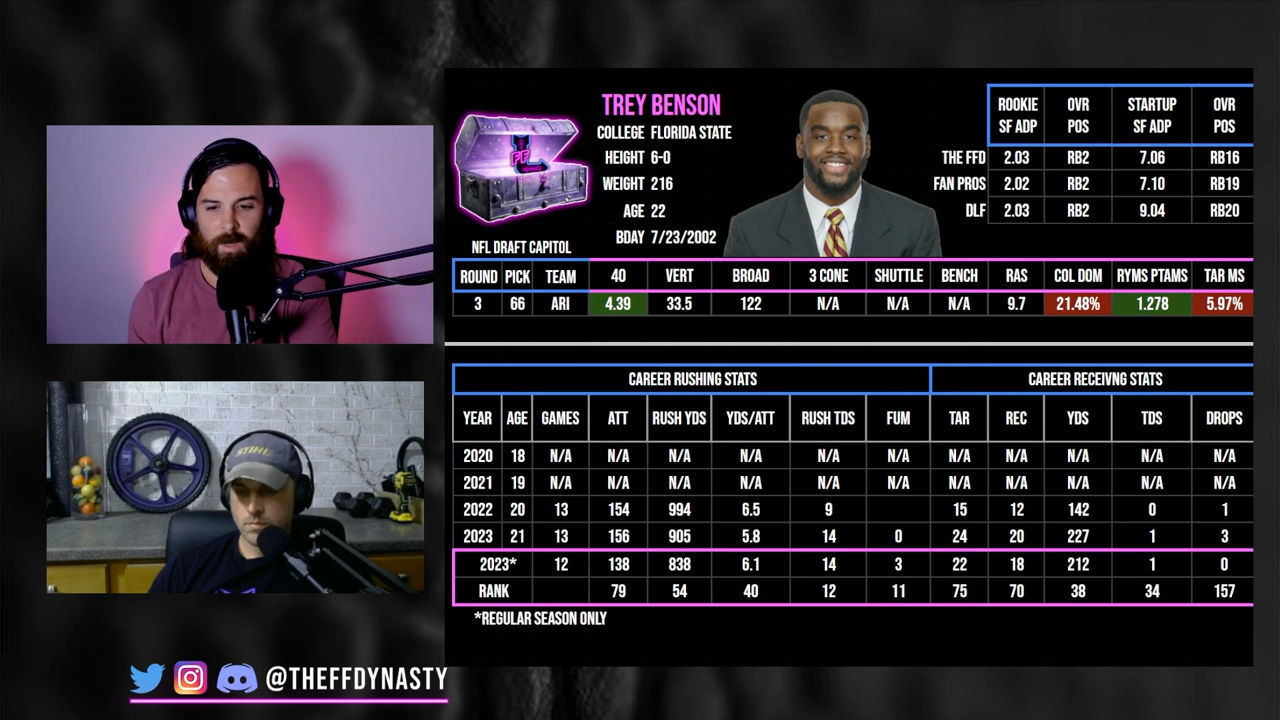 TREY BENSON
COLLEGE FLORIDA STATE
HEIGHT 6-0
WEIGHT 216
AGE 22
BDAY 7/23/2002
FF
NFL DRAFT CAPITOL
ROOKIE SF ADP OVR POS STARTUP SF ADP OVR POS
THE FFD 2.03 RB2 7.06 RB16
FAN PROS 2.02 RB2 7.10 RB19
DLF 2.03 RB2 9.04 RB20
ROUND PICK TEAM 40 VERT BROAD 3 CONE SHUTTLE BENCH RAS COL DOM RYMS PTAMS TAR MS
3 66 ARI 4.39 33.5 122 N/A N/A N/A 9.7 21.48% 1.278 5.97%
CAREER RUSHING STATS CAREER RECEIVNG STATS
YEAR AGE GAMES ATT RUSH YDS YDS/ATT RUSH TDS FUM TAR REC YDS TDS DROPS
2020 18 N/A N/A N/A N/A N/A N/A N/A N/A N/A N/A N/A
2021 19 N/A N/A N/A N/A N/A N/A N/A N/A N/A N/A N/A
2022 20 13 154 994 6.5 9 15 12 142 0 1
2023 21 13 156 905 5.8 14 0 24 20 227 1 3
2023* 12 138 838 6.1 14 3 22 18 212 1 0
RANK 79 54 40 12 11 75 70 38 34 157
*REGULAR SEASON ONLY
STIHL
@THEFFDYNASTY